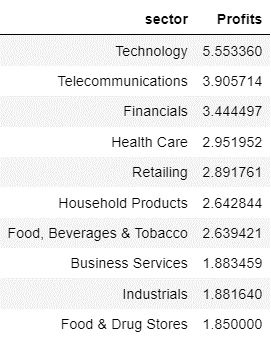 sector Profits
Technology 5.553360
Telecommunications 3.905714
Financials 3.444497
Health Care 2.951952
Retailing 2.891761
Household Products 2.642844
Food, Beverages & Tobacco 2.639421
Business Services 1.883459
Industrials 1.881640
Food & Drug Stores 1.850000